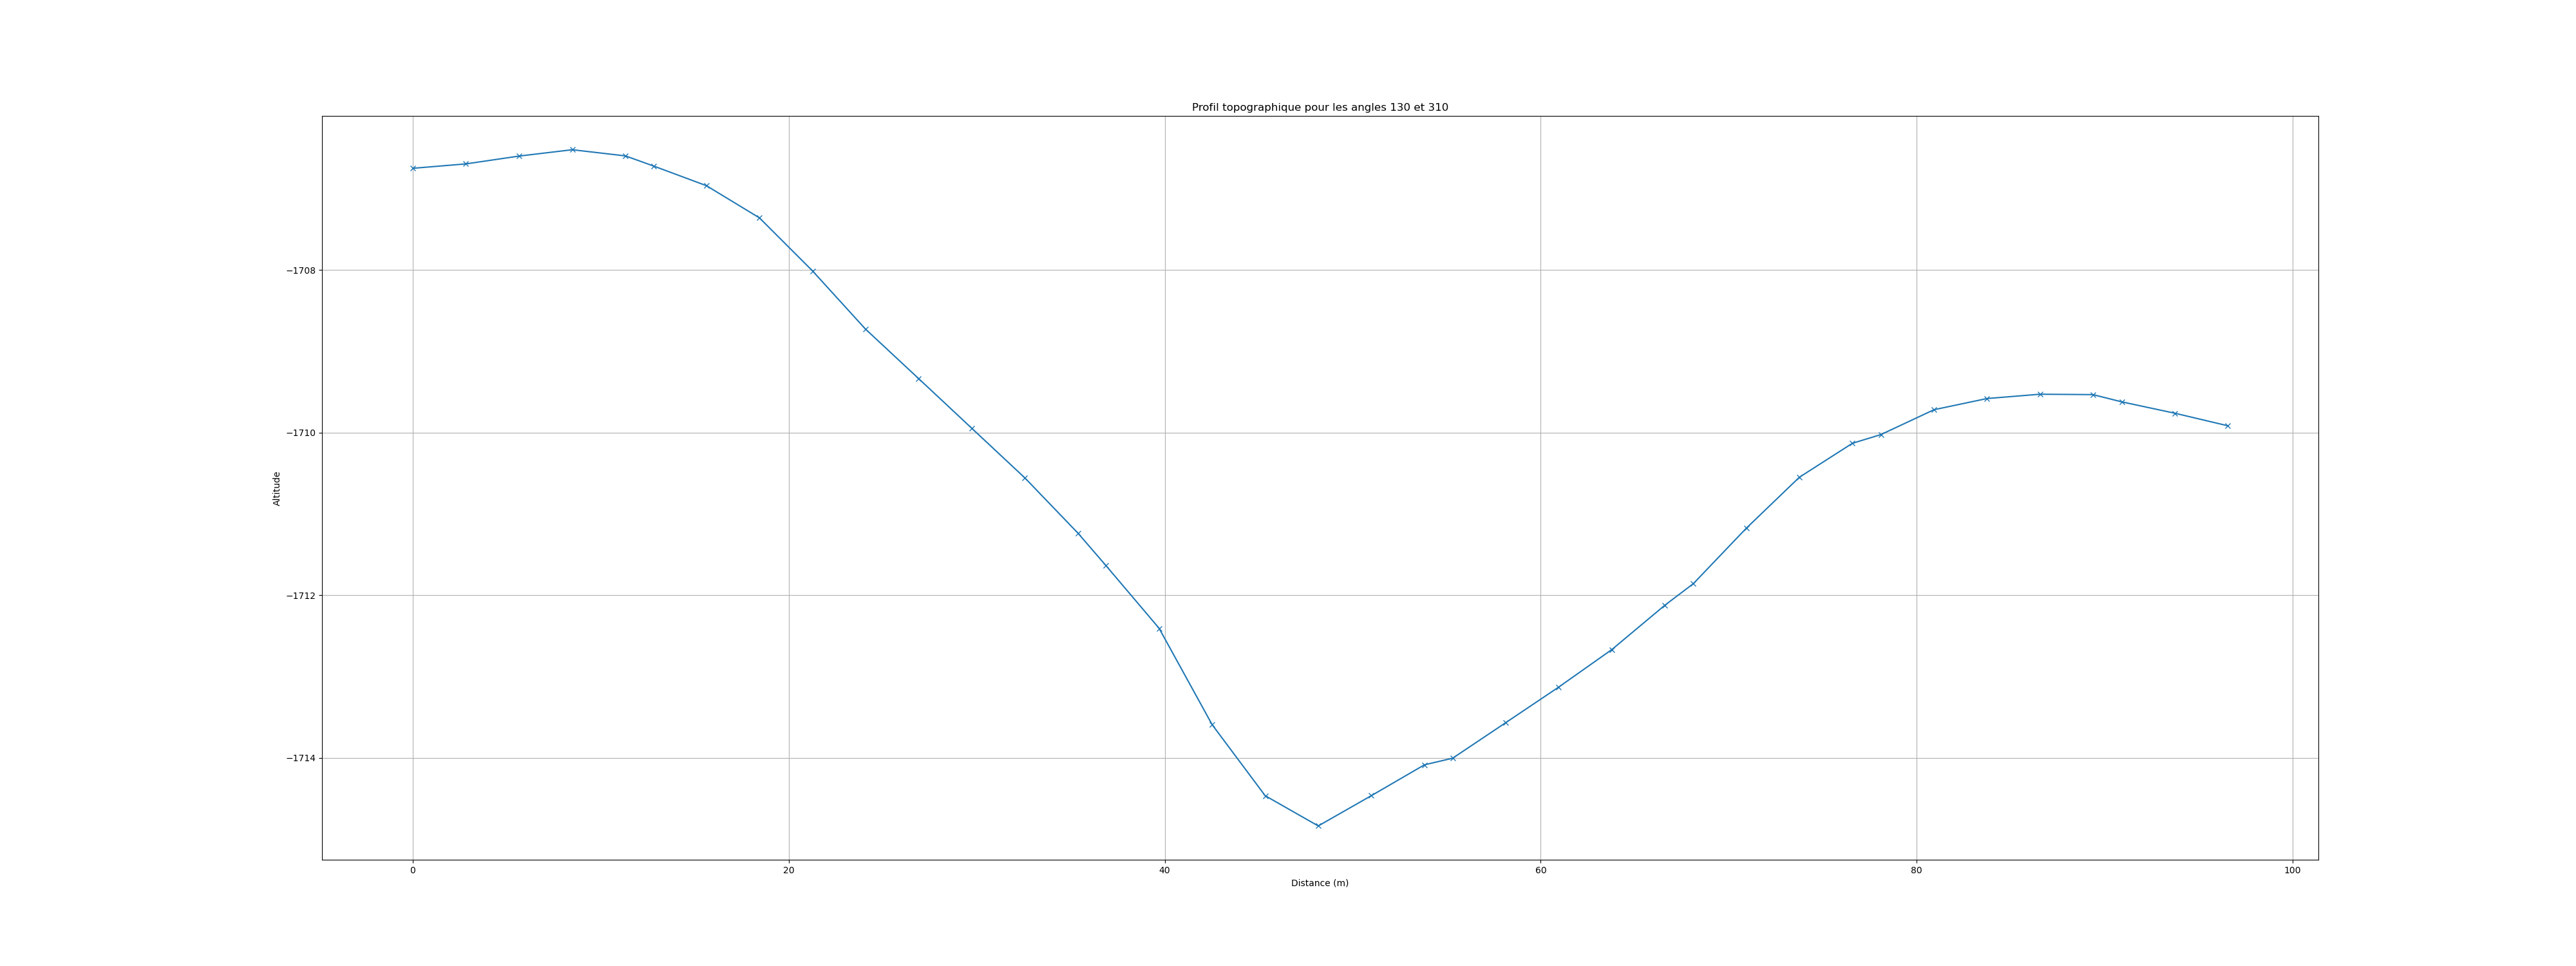 Profil topographique pour les angles 130 et 310
Altitude
−1708
−1710
−1712
−1714
0 20 40 60 80 100
Distance (m)